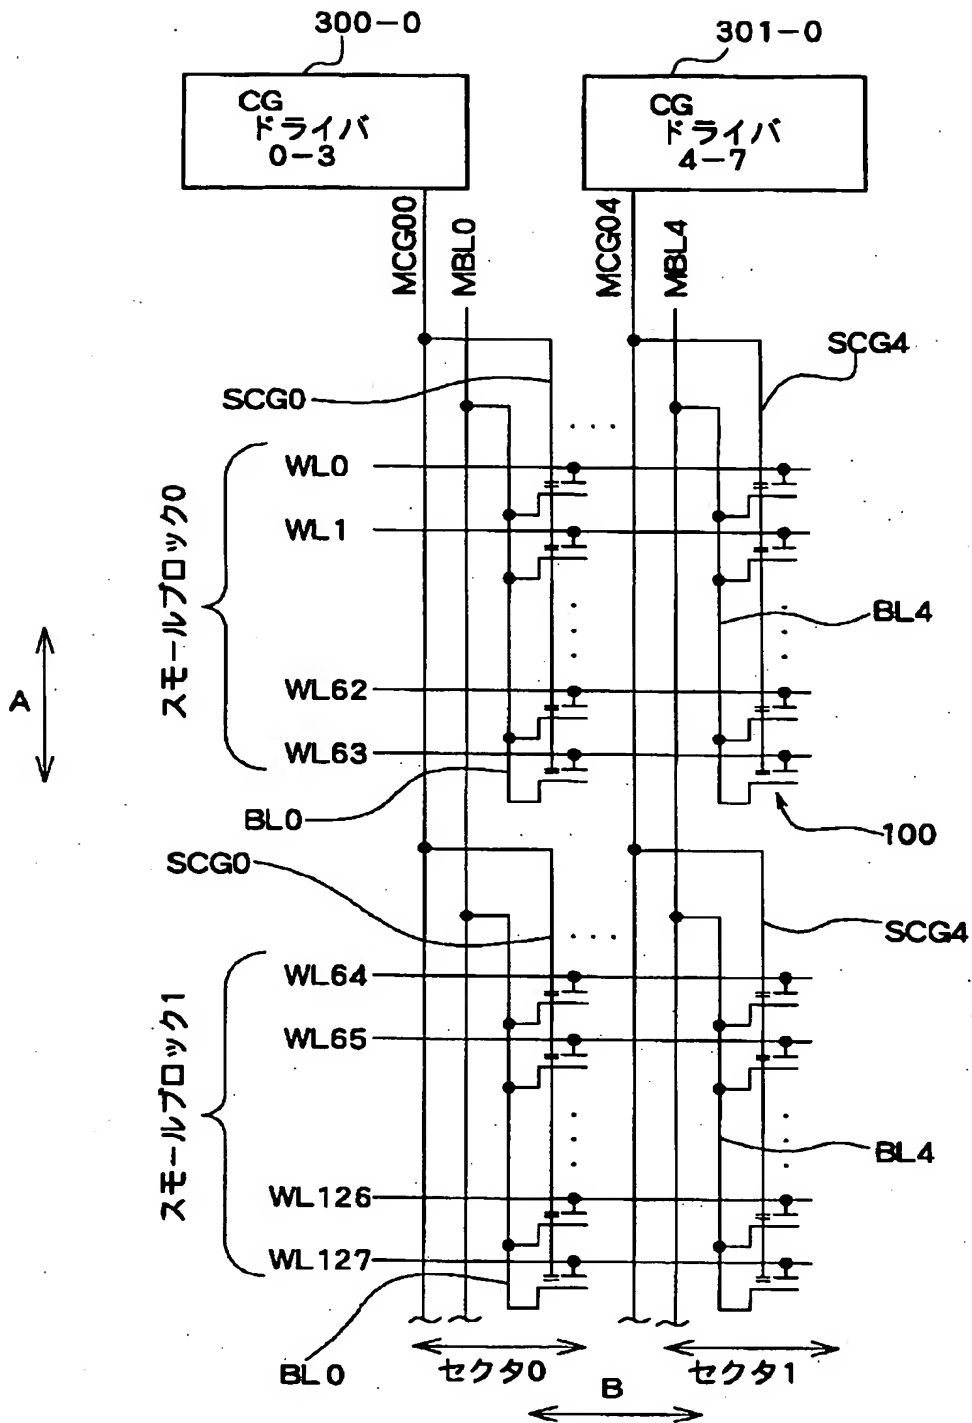 300-0
301-0
CG
ドライバ
0-3
CG
ドライバ
4-7
MCG00
MBL0
MCG04
MBL4
SCG4
SCG0
スモールブロック0
WL0
WL1
BL4
A
WL62
WL63
BL0
100
SCG0
SCG4
スモールブロック1
WL64
WL65
BL4
WL126
WL127
BL0
セクタ0
セクタ1
B